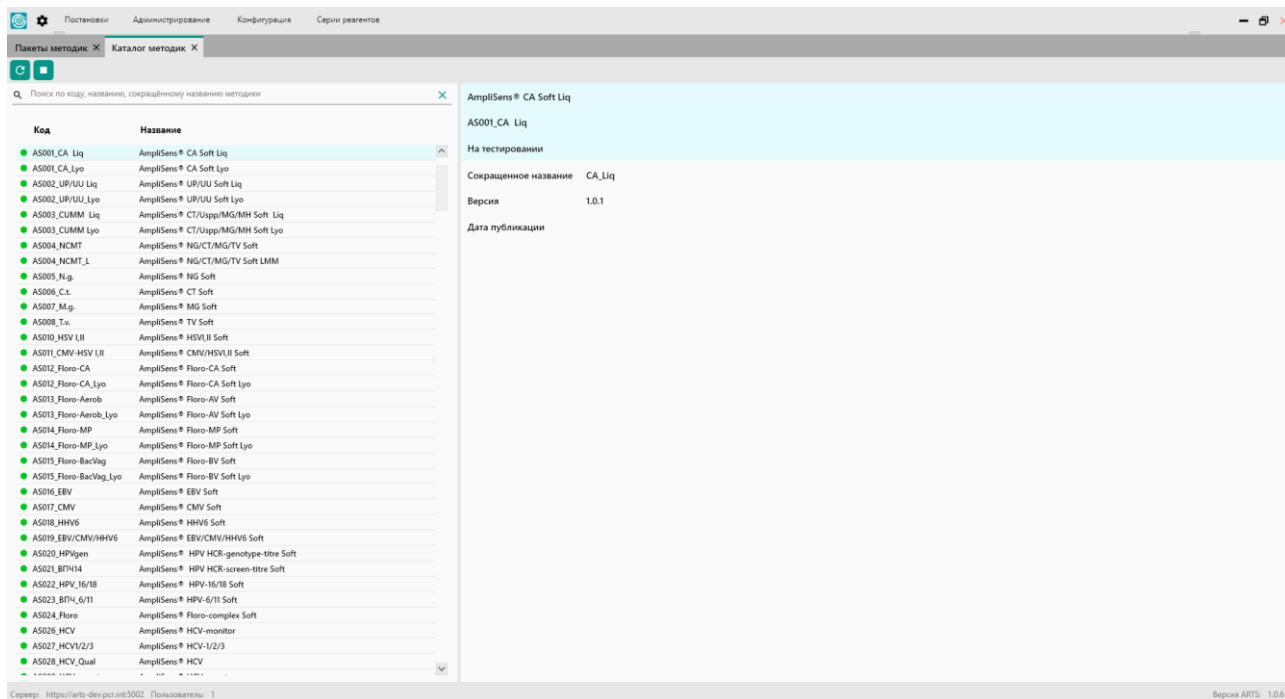 Постановки Администрирование Конфигурация Серии реагентов
Пакеты методик Каталог методик
Поиск по коду, названию, сокращённому названию методики
Код Название
AS001_CA Liq AmpliSens® CA Soft Liq
AS001_CA_Lyo AmpliSens® CA Soft Lyo
AS002_UP/UU Liq AmpliSens® UP/UU Soft Liq
AS002_UP/UU_Lyo AmpliSens® UP/UU Soft Lyo
AS003_CUMM Liq AmpliSens® CT/Uspp/MG/MH Soft Liq
AS003_CUMM Lyo AmpliSens® CT/Uspp/MG/MH Soft Lyo
AS004_NCMT AmpliSens® NG/CT/MG/TV Soft
AS004_NCMT_L AmpliSens® NG/CT/MG/TV Soft LMM
AS005_N.g. AmpliSens® NG Soft
AS006_C.t. AmpliSens® CT Soft
AS007_M.g. AmpliSens® MG Soft
AS008_T.v. AmpliSens® TV Soft
AS010_HSV I,II AmpliSens® HSVI,II Soft
AS011_CMV-HSV I,II AmpliSens® CMV/HSVI,II Soft
AS012_Floro-CA AmpliSens® Floro-CA Soft
AS012_Floro-CA_Lyo AmpliSens® Floro-CA Soft Lyo
AS013_Floro-Aerob AmpliSens® Floro-AV Soft
AS013_Floro-Aerob_Lyo AmpliSens® Floro-AV Soft Lyo
AS014_Floro-MP AmpliSens® Floro-MP Soft
AS014_Floro-MP_Lyo AmpliSens® Floro-MP Soft Lyo
AS015_Floro-BacVag AmpliSens® Floro-BV Soft
AS015_Floro-BacVag_Lyo AmpliSens® Floro-BV Soft Lyo
AS016_EBV AmpliSens® EBV Soft
AS017_CMV AmpliSens® CMV Soft
AS018_HHV6 AmpliSens® HHV6 Soft
AS019_EBV/CMV/HHV6 AmpliSens® EBV/CMV/HHV6 Soft
AS020_HPVgen AmpliSens® HPV HCR-genotype-titre Soft
AS021_ВПЧ14 AmpliSens® HPV HCR-screen-titre Soft
AS022_HPV_16/18 AmpliSens® HPV-16/18 Soft
AS023_ВПЧ_6/11 AmpliSens® HPV-6/11 Soft
AS024_Floro AmpliSens® Floro-complex Soft
AS026_HCV AmpliSens® HCV-monitor
AS027_HCV1/2/3 AmpliSens® HCV-1/2/3
AS028_HCV_Qual AmpliSens® HCV
AmpliSens® CA Soft Liq
AS001_CA Liq
На тестировании
Сокращенное название CA_Liq
Версия 1.0.1
Дата публикации
Сервер: https://arts-dev.pcr.int:5002 Пользователь: 1
Версия ARTS: 1.0.6